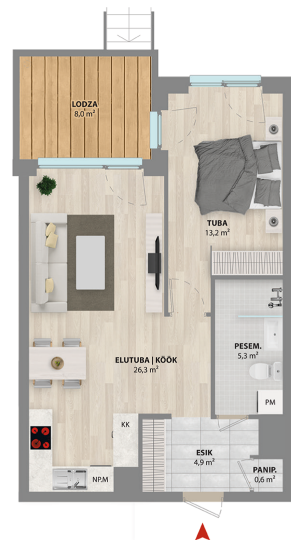 LODZA
8,0 m²
TUBA
13,2 m²
PESEM.
5,3 m²
ELUTUBA | KÖÖK
26,3 m²
PM
KK
ESIK
4,9 m²
PANIP.
0,6 m²
NP.M